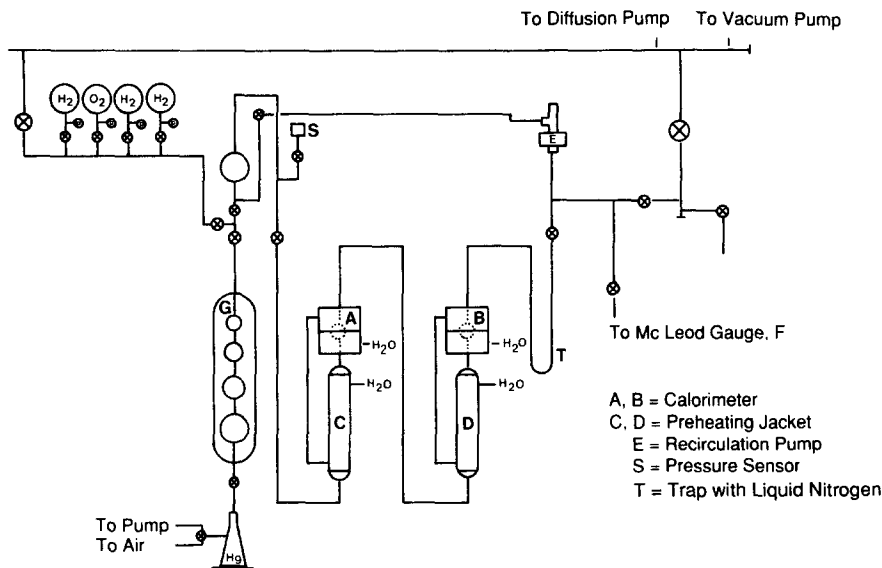 To Diffusion Pump To Vacuum Pump
H2 O2 H2 H2
S
E
G
A
B
H2O
H2O
H2O
H2O
T
To Mc Leod Gauge, F
C
D
A, B = Calorimeter
C, D = Preheating Jacket
E = Recirculation Pump
S = Pressure Sensor
T = Trap with Liquid Nitrogen
To Pump
To Air
Hg